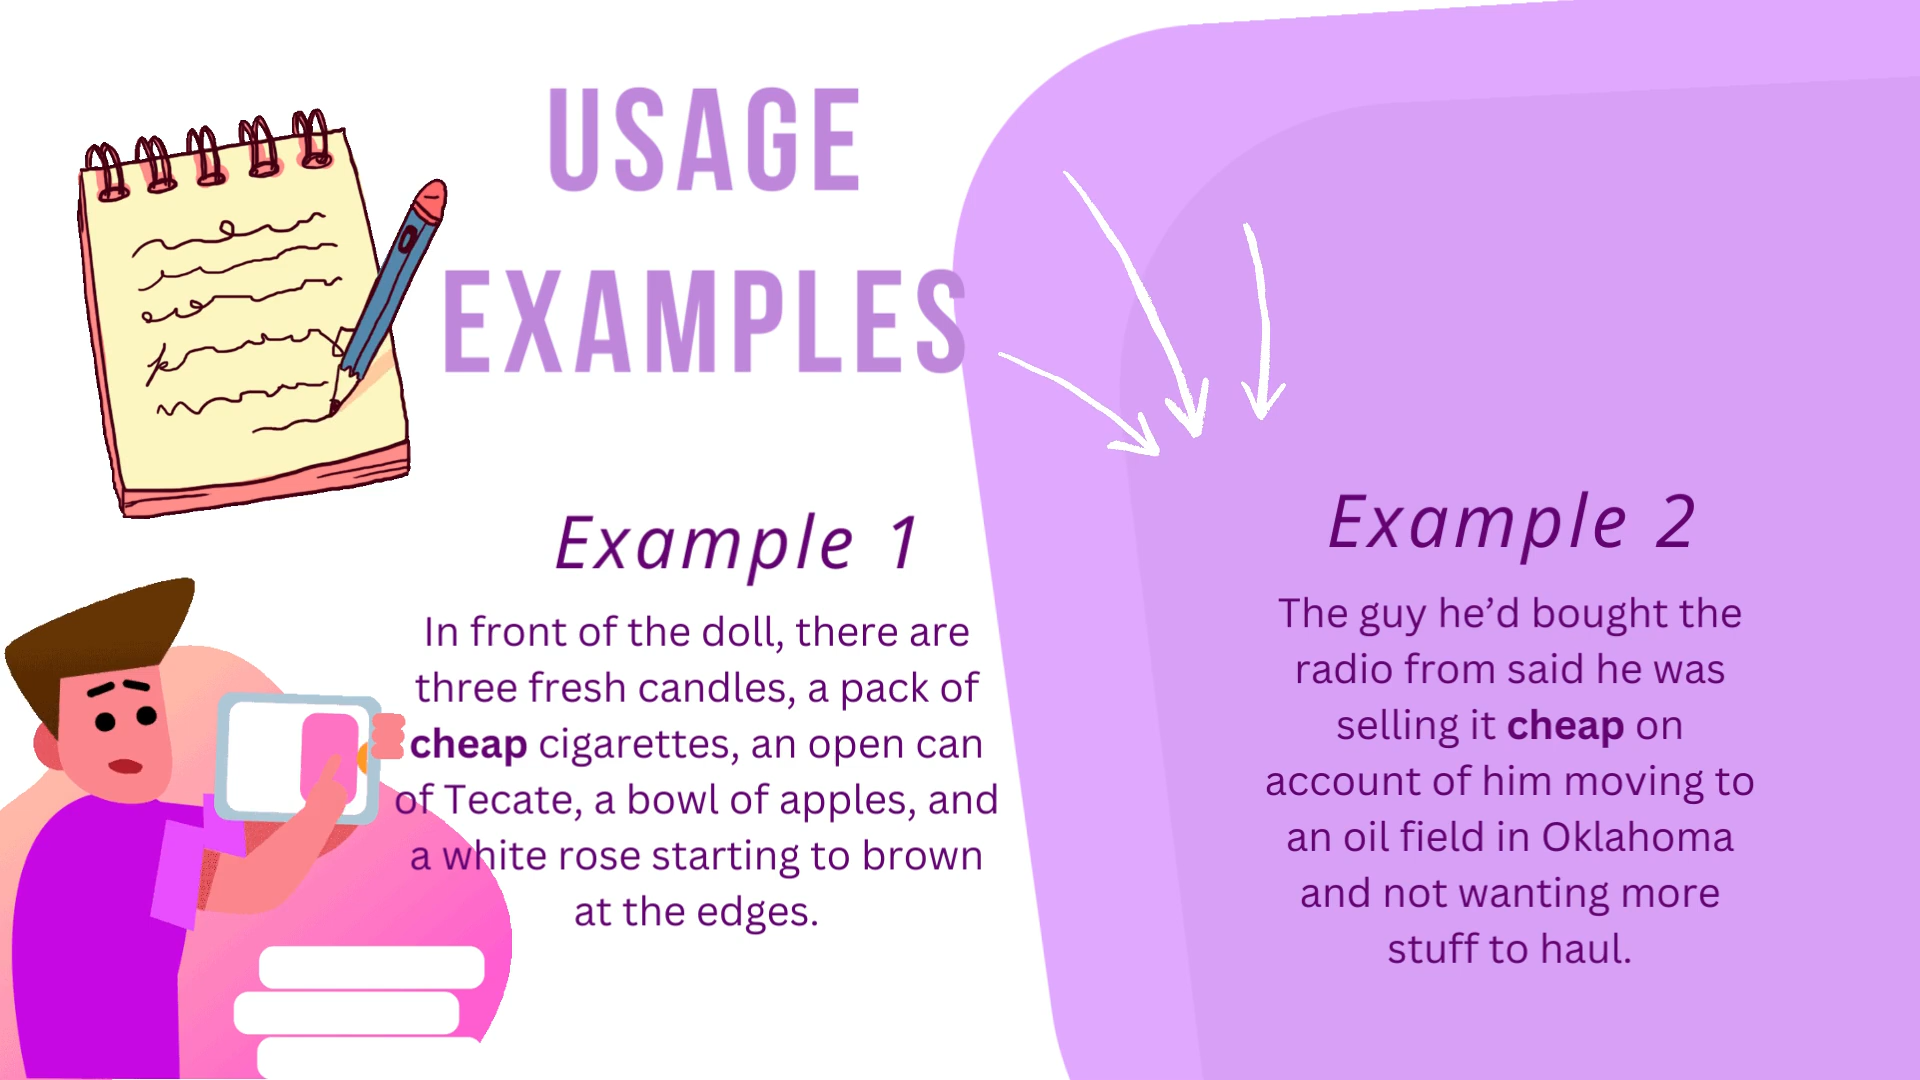 USAGE
EXAMPLES
Example 1
In front of the doll, there are
three fresh candles, a pack of
cheap cigarettes, an open can
of Tecate, a bowl of apples, and
a white rose starting to brown
at the edges.
Example 2
The guy he’d bought the
radio from said he was
selling it cheap on
account of him moving to
an oil field in Oklahoma
and not wanting more
stuff to haul.